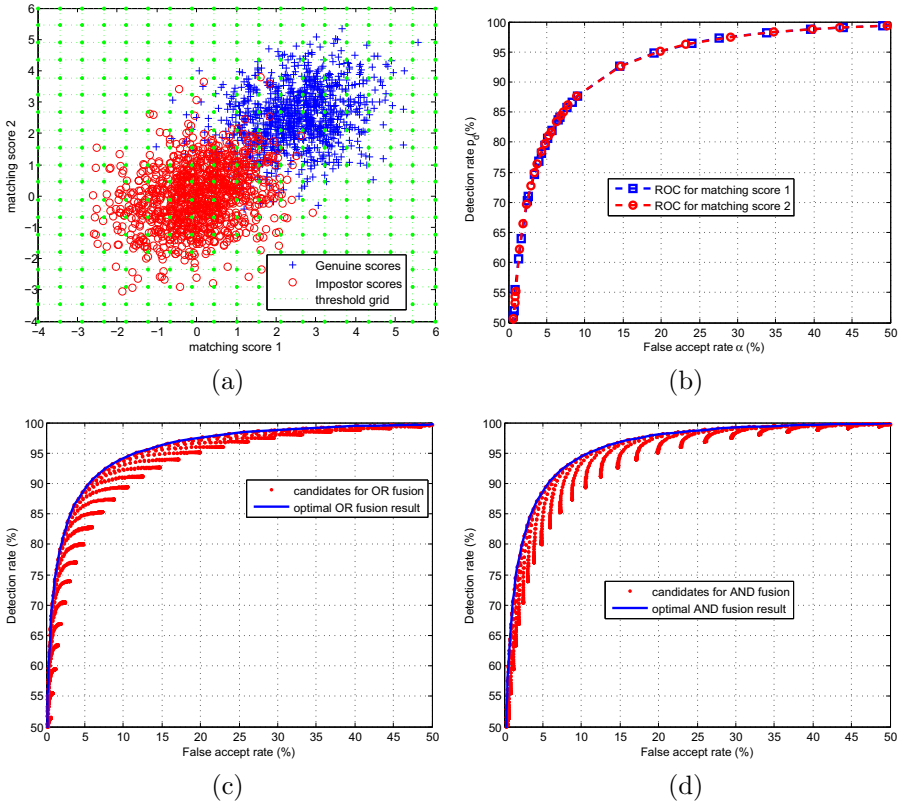 6
5
4
3
2
1
0
−1
−2
−3
−4
matching score 2
−4 −3 −2 −1 0 1 2 3 4 5 6
matching score 1
Genuine scores
Impostor scores
threshold grid
(a)
100
95
90
85
80
75
70
65
60
55
50
Detection rate p_d(%)
0 5 10 15 20 25 30 35 40 45 50
False accept rate α (%)
ROC for matching score 1
ROC for matching score 2
(b)
100
95
90
85
80
75
70
65
60
55
50
Detection rate (%)
0 5 10 15 20 25 30 35 40 45 50
False accept rate (%)
candidates for OR fusion
optimal OR fusion result
(c)
100
95
90
85
80
75
70
65
60
55
50
Detection rate (%)
0 5 10 15 20 25 30 35 40 45 50
False accept rate (%)
candidates for AND fusion
optimal AND fusion result
(d)